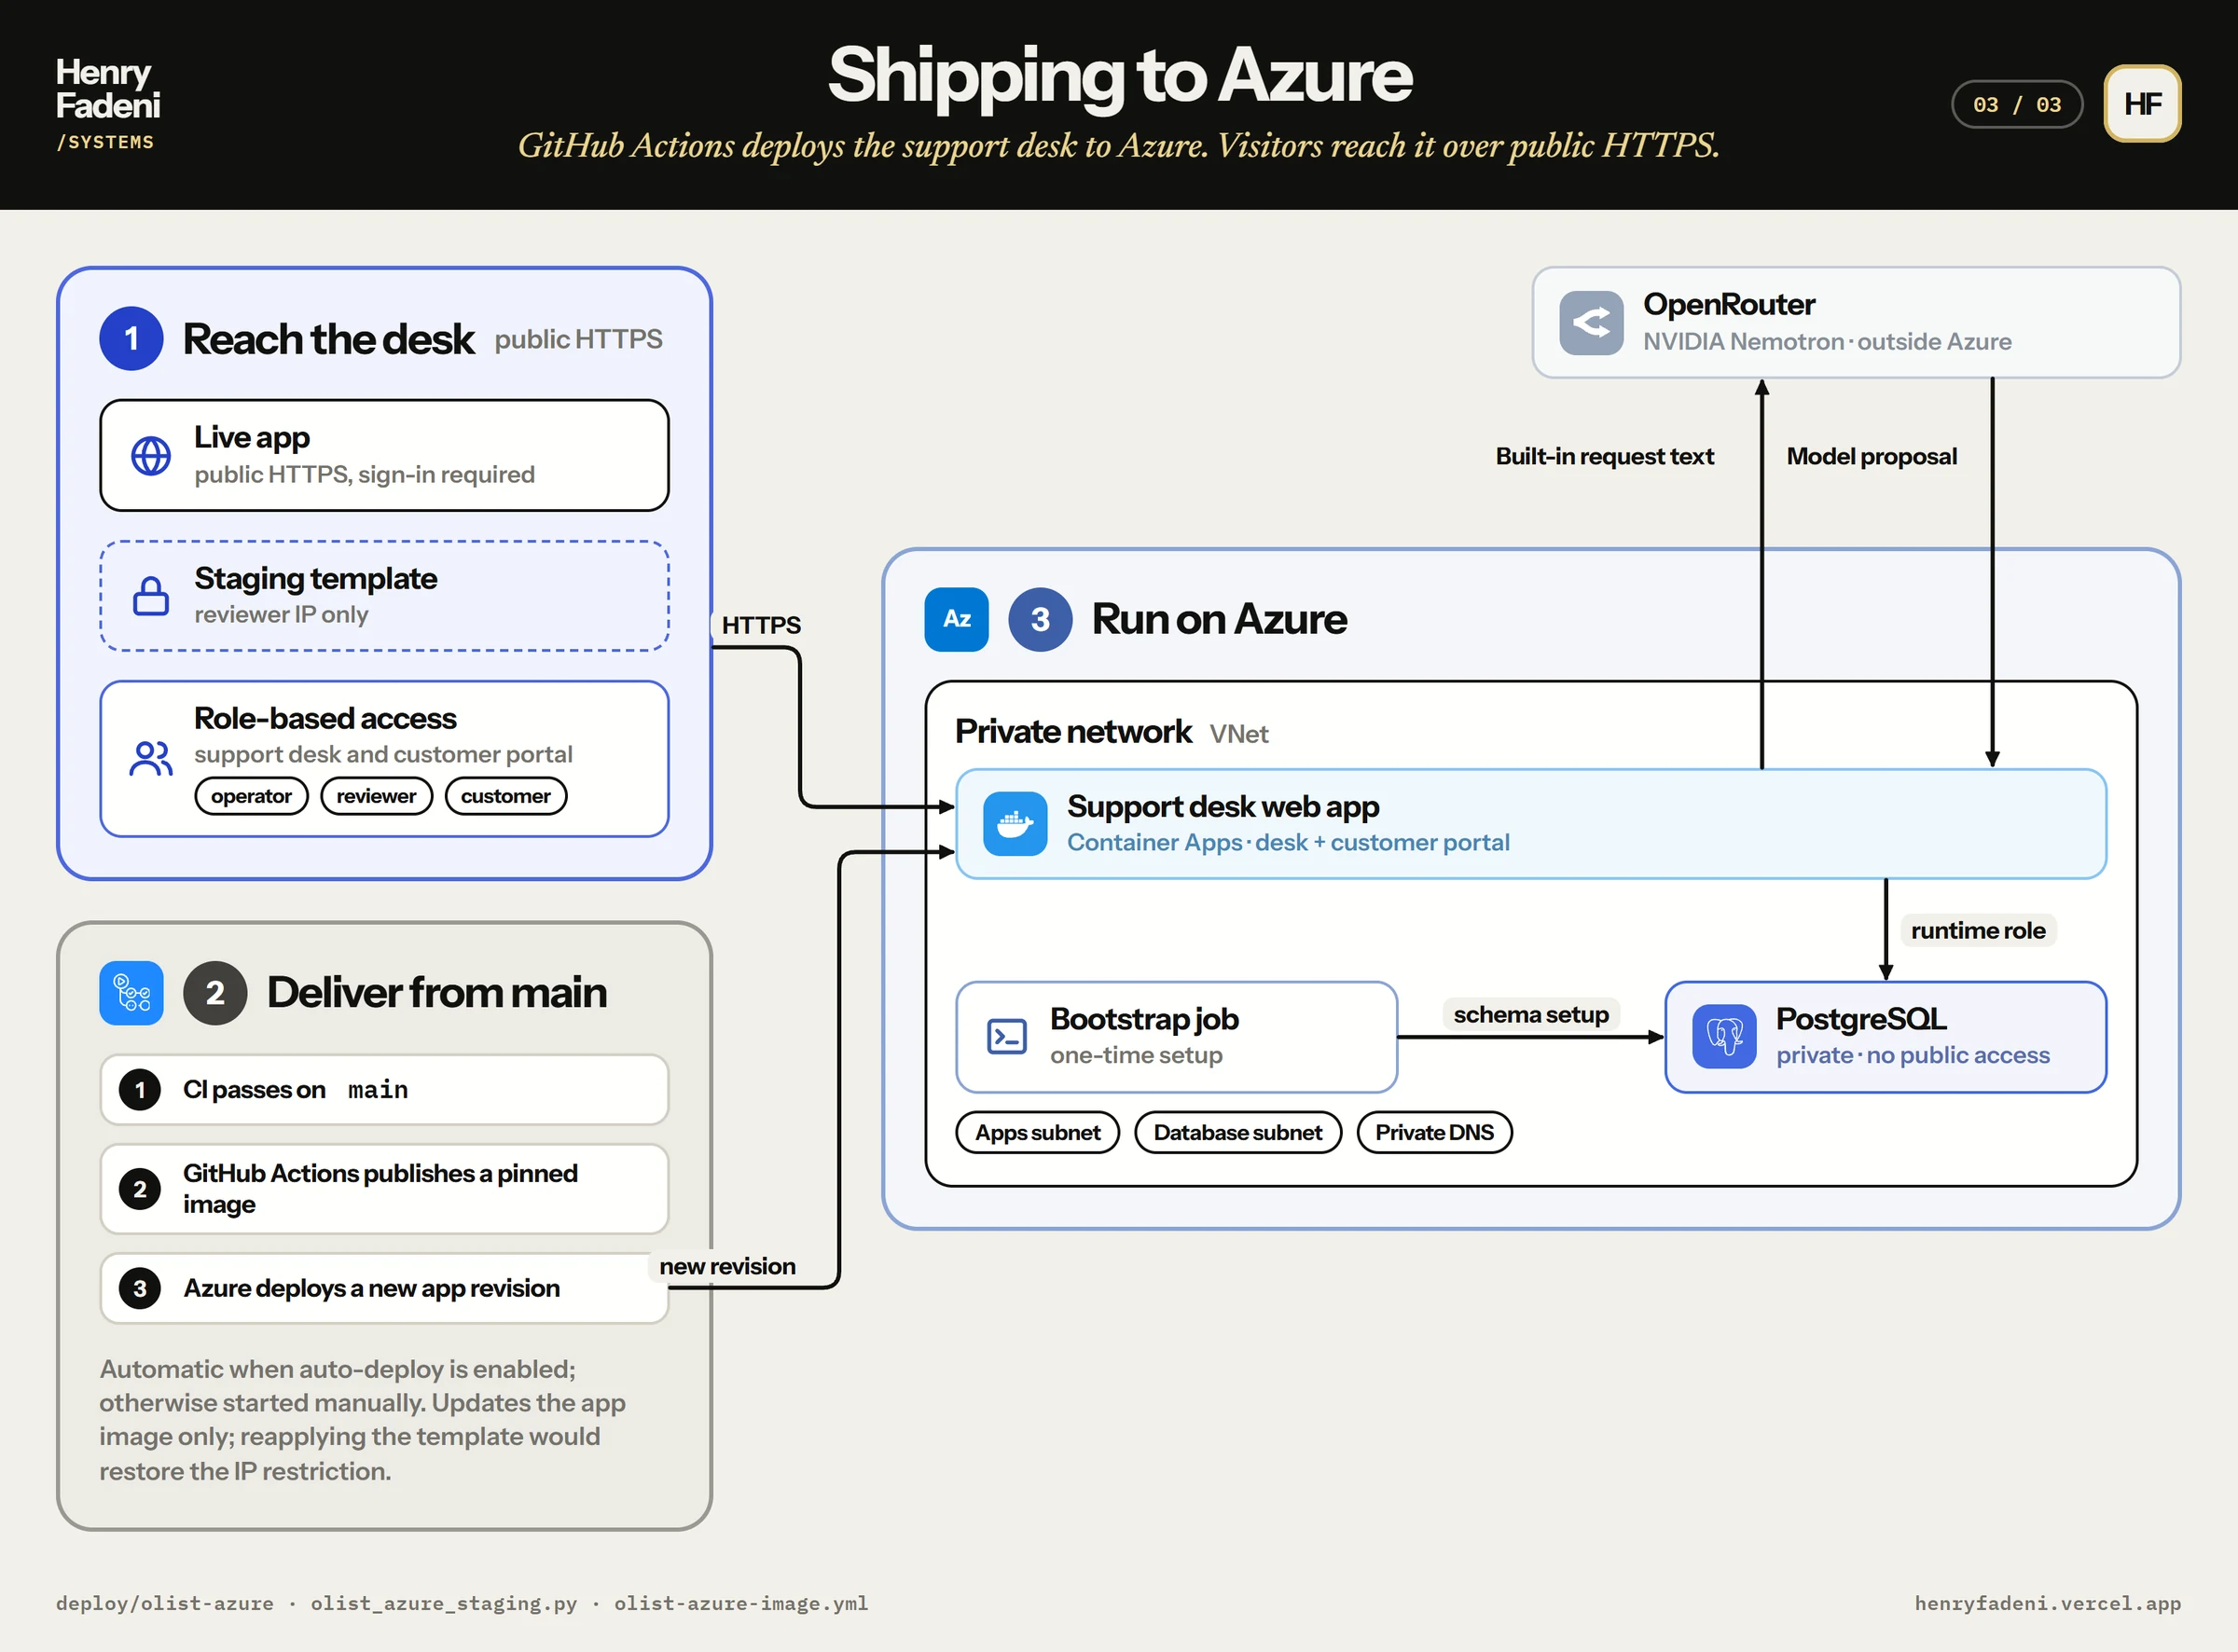 Henry
Fadeni
/SYSTEMS
Shipping to Azure
GitHub Actions deploys the support desk to Azure. Visitors reach it over public HTTPS.
03 / 03
HF
1
Reach the desk public HTTPS
Live app
public HTTPS, sign-in required
Staging template
reviewer IP only
Role-based access
support desk and customer portal
operator reviewer customer
HTTPS
2
Deliver from main
1 CI passes on main
2 GitHub Actions publishes a pinned
image
3 Azure deploys a new app revision
new revision
Automatic when auto-deploy is enabled;
otherwise started manually. Updates the app
image only; reapplying the template would
restore the IP restriction.
OpenRouter
NVIDIA Nemotron · outside Azure
Built-in request text
Model proposal
Az
3
Run on Azure
Private network VNet
Support desk web app
Container Apps · desk + customer portal
runtime role
Bootstrap job
one-time setup
schema setup
PostgreSQL
private · no public access
Apps subnet Database subnet Private DNS
deploy/olist-azure · olist_azure_staging.py · olist-azure-image.yml
henryfadeni.vercel.app